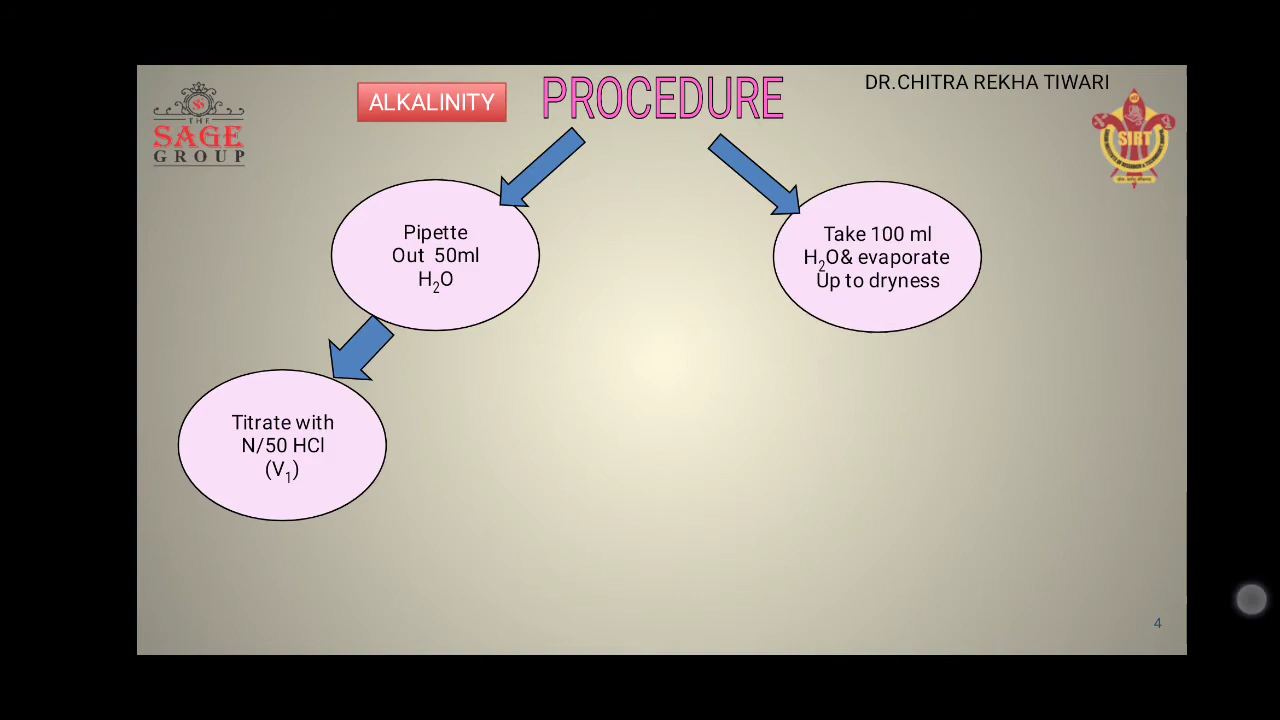 ALKALINITY
PROCEDURE
DR.CHITRA REKHA TIWARI
THE
SAGE
GROUP
SIRT
Pipette
Out 50ml
H₂O
Take 100 ml
H₂O& evaporate
Up to dryness
Titrate with
N/50 HCl
(V₁)
4